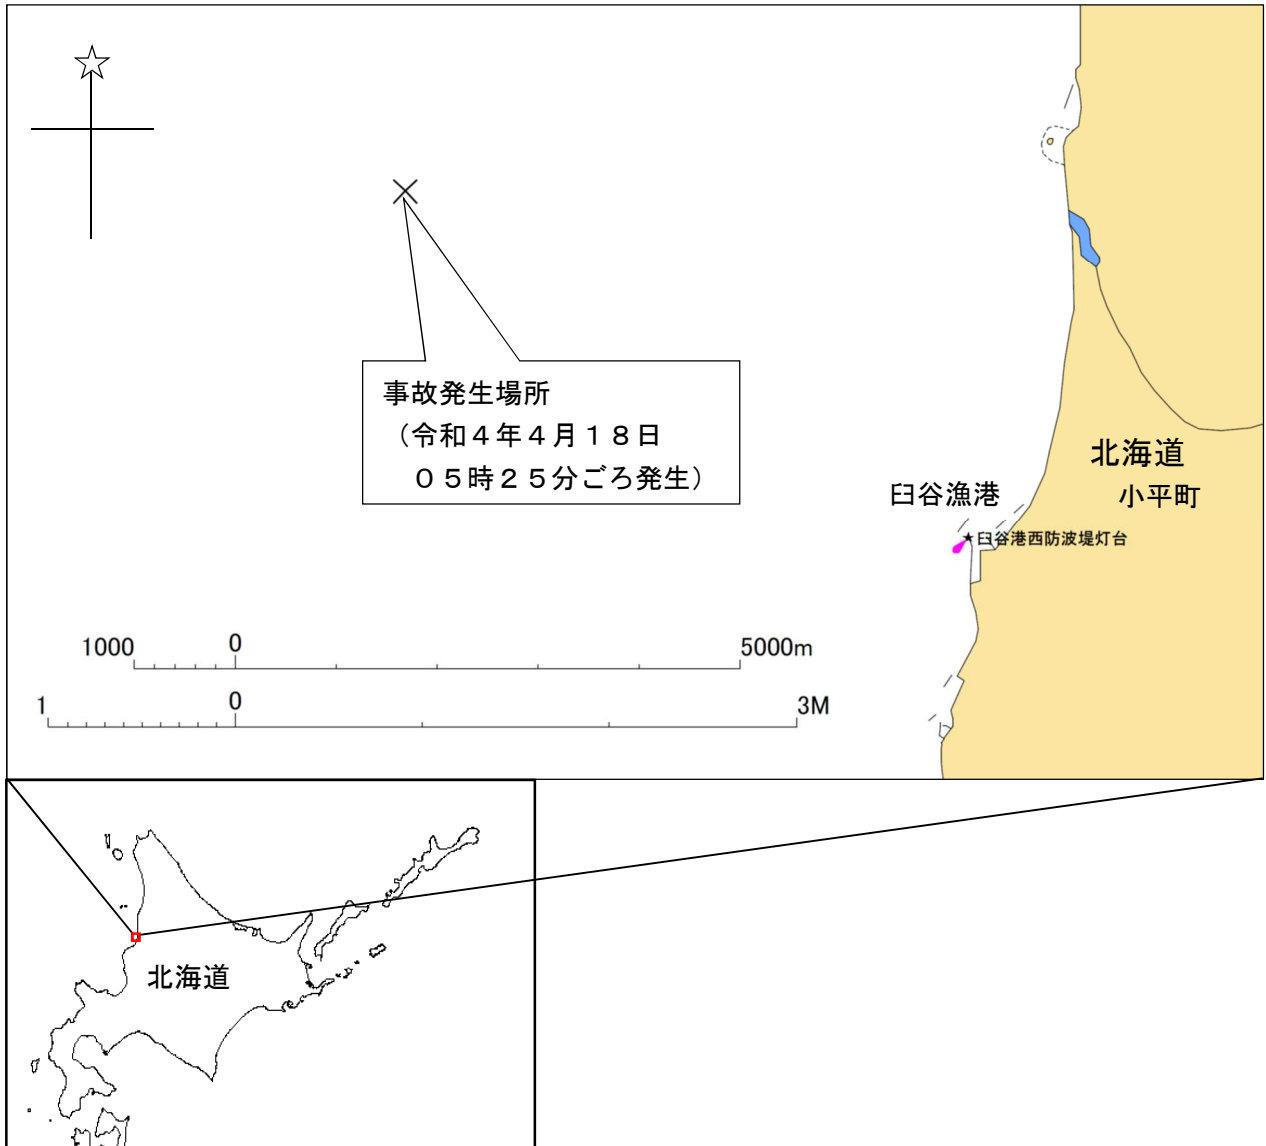 事故発生場所
（令和４年４月１８日
０５時２５分ごろ発生）
北海道
小平町
臼谷漁港
★臼谷港西防波堤灯台
1000 0 5000m
1 0 3M
北海道